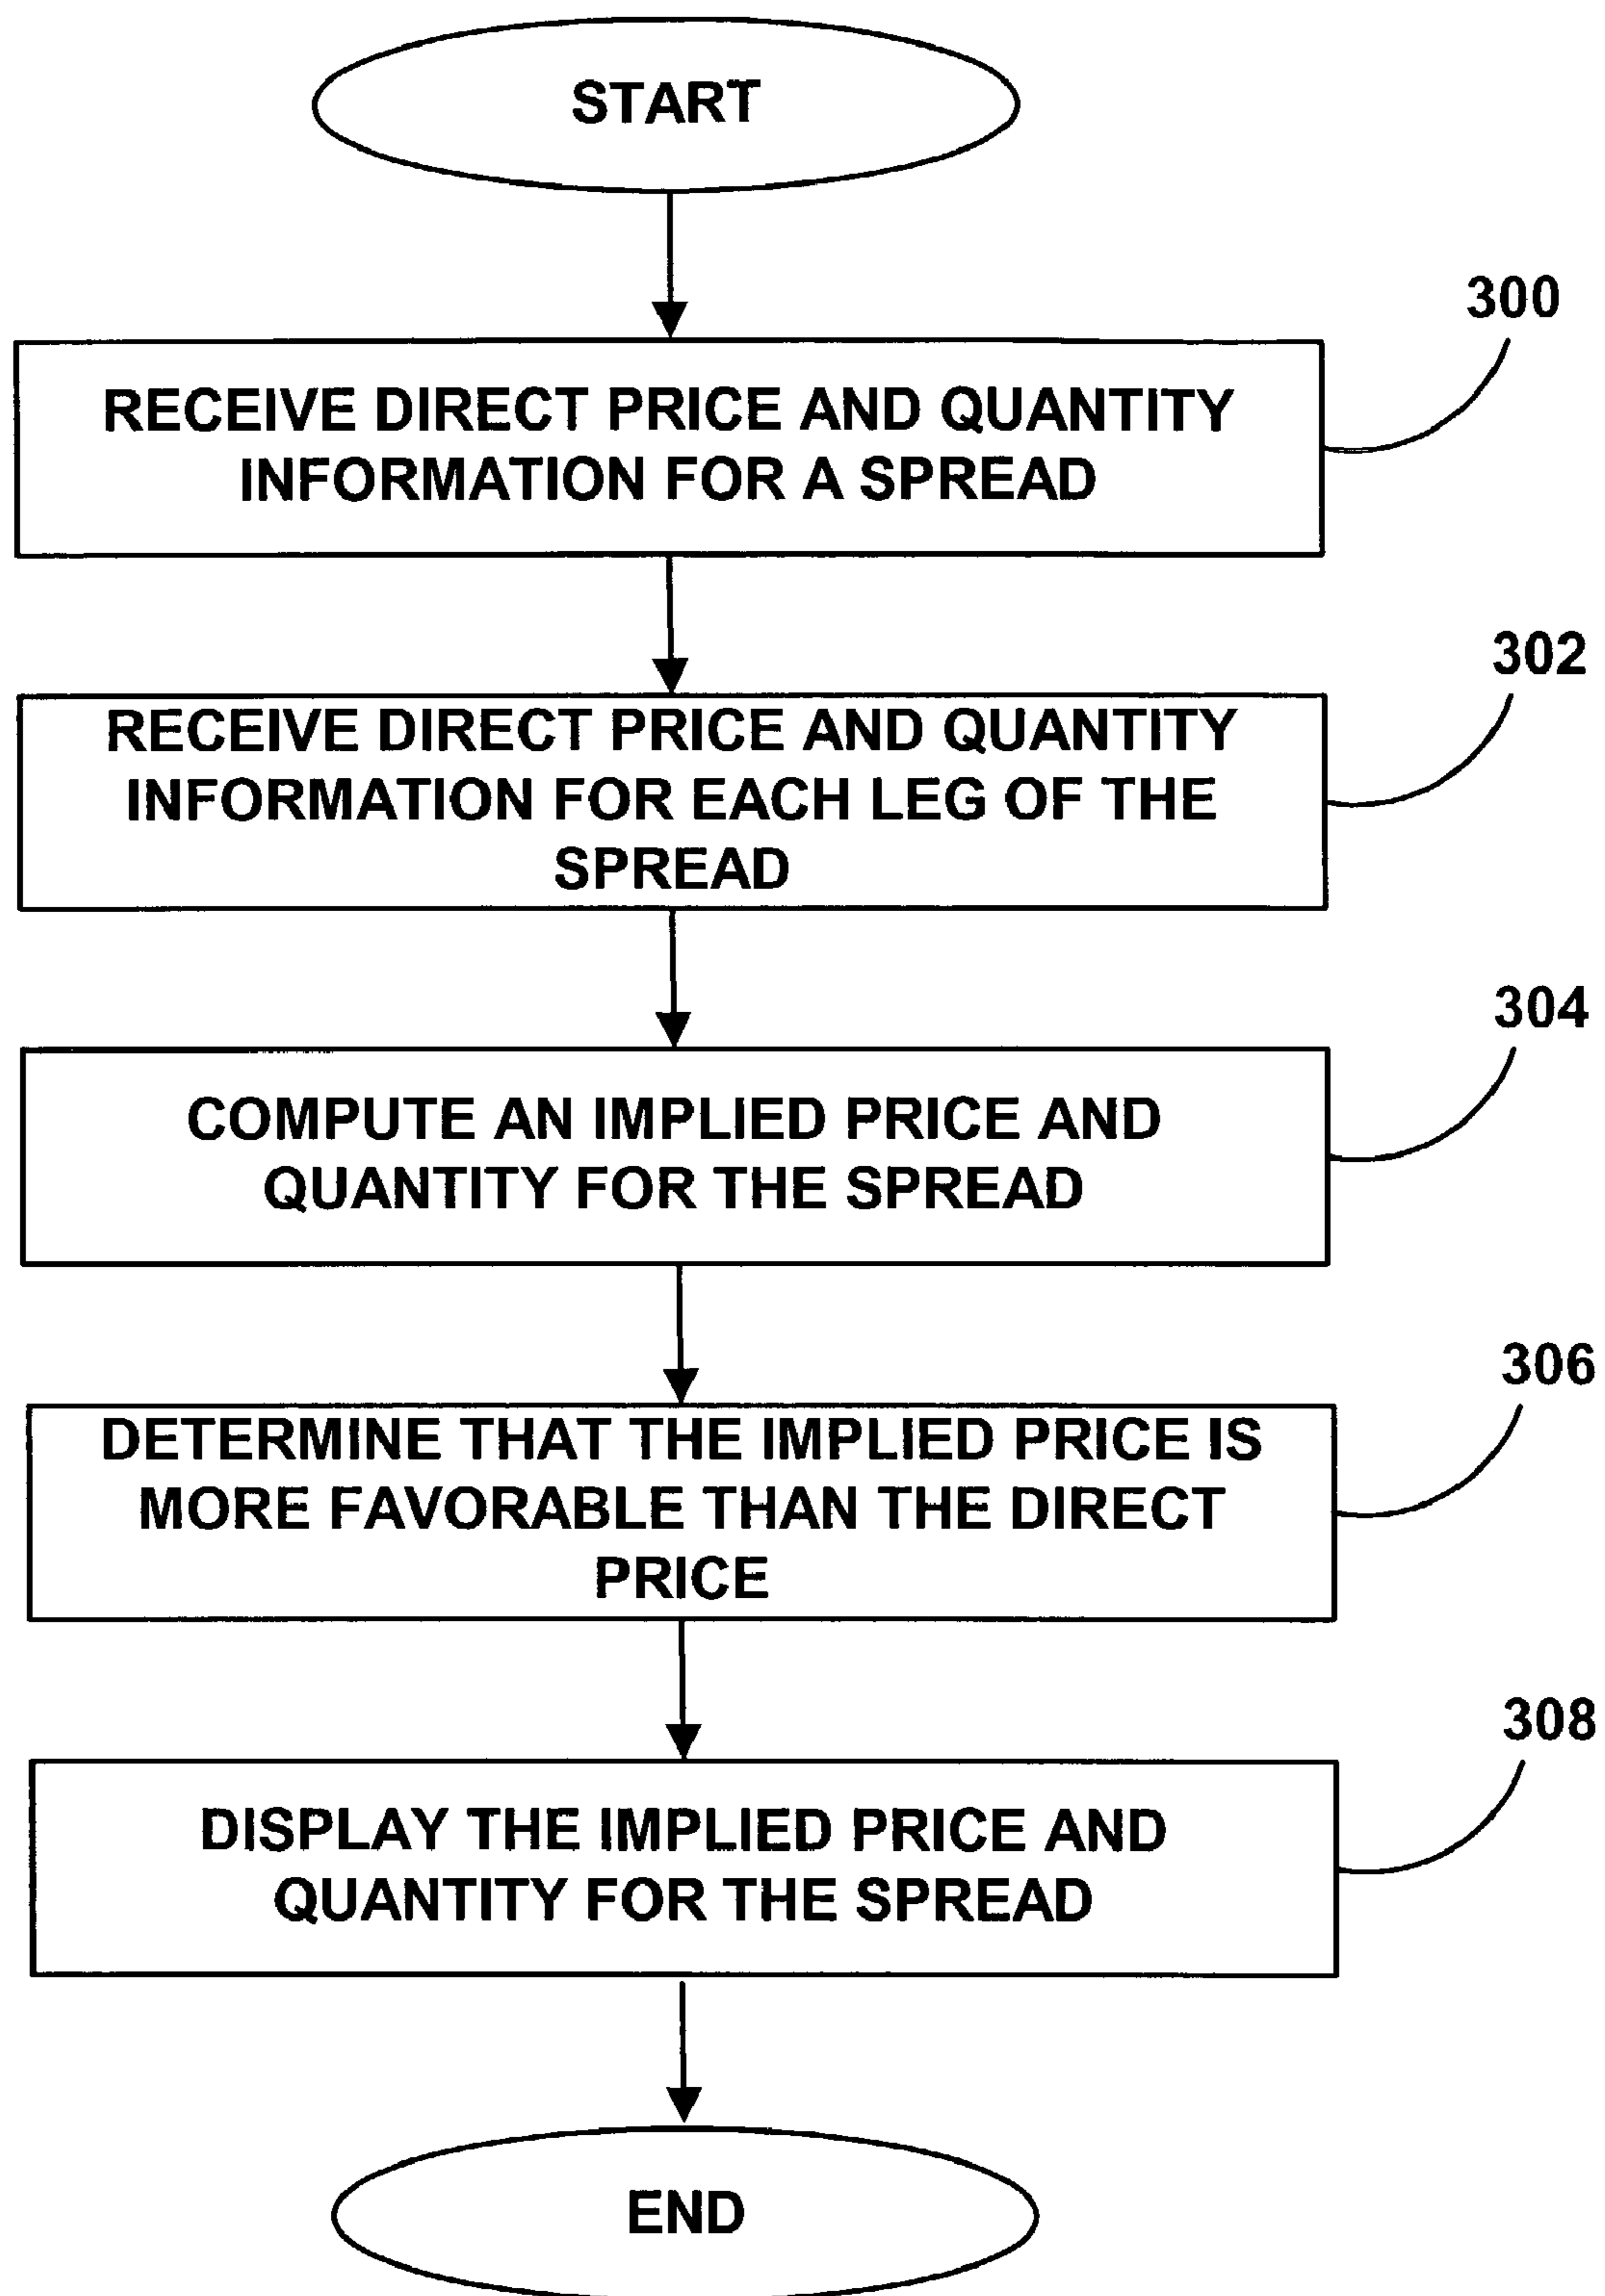 START
300
RECEIVE DIRECT PRICE AND QUANTITY
INFORMATION FOR A SPREAD
302
RECEIVE DIRECT PRICE AND QUANTITY
INFORMATION FOR EACH LEG OF THE
SPREAD
304
COMPUTE AN IMPLIED PRICE AND
QUANTITY FOR THE SPREAD
306
DETERMINE THAT THE IMPLIED PRICE IS
MORE FAVORABLE THAN THE DIRECT
PRICE
308
DISPLAY THE IMPLIED PRICE AND
QUANTITY FOR THE SPREAD
END